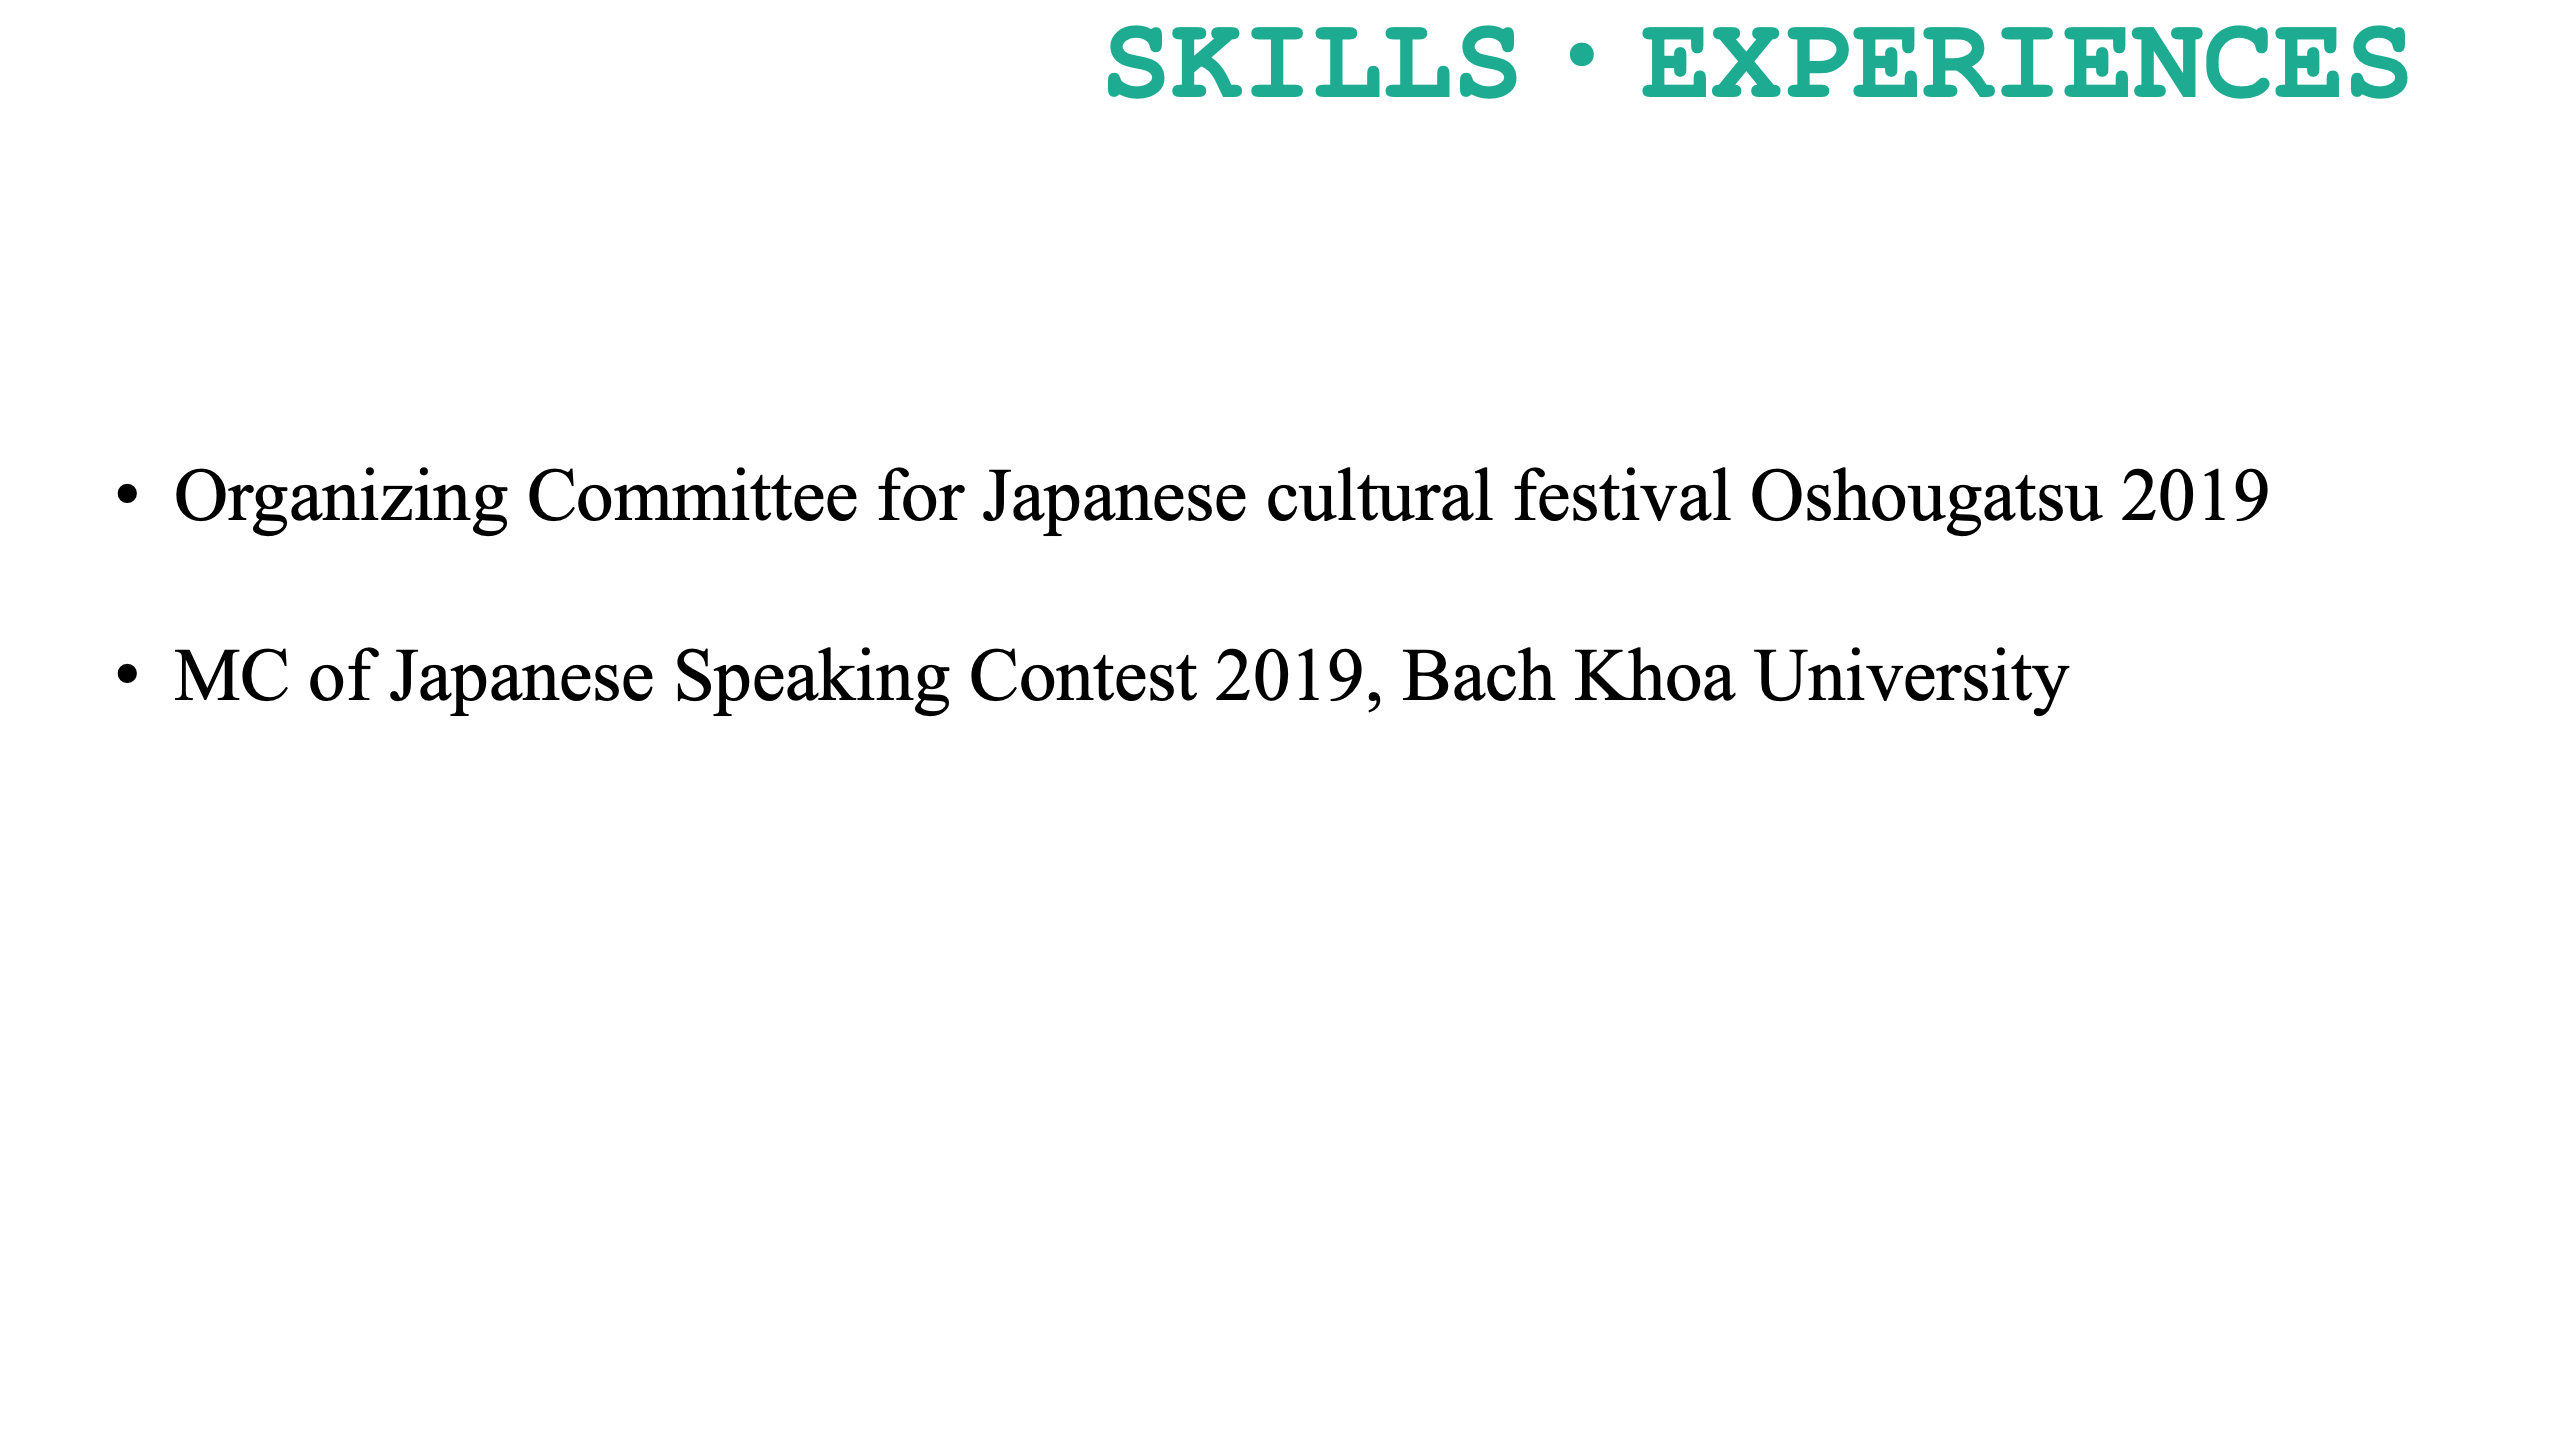 SKILLS・EXPERIENCES
• Organizing Committee for Japanese cultural festival Oshougatsu 2019
• MC of Japanese Speaking Contest 2019, Bach Khoa University